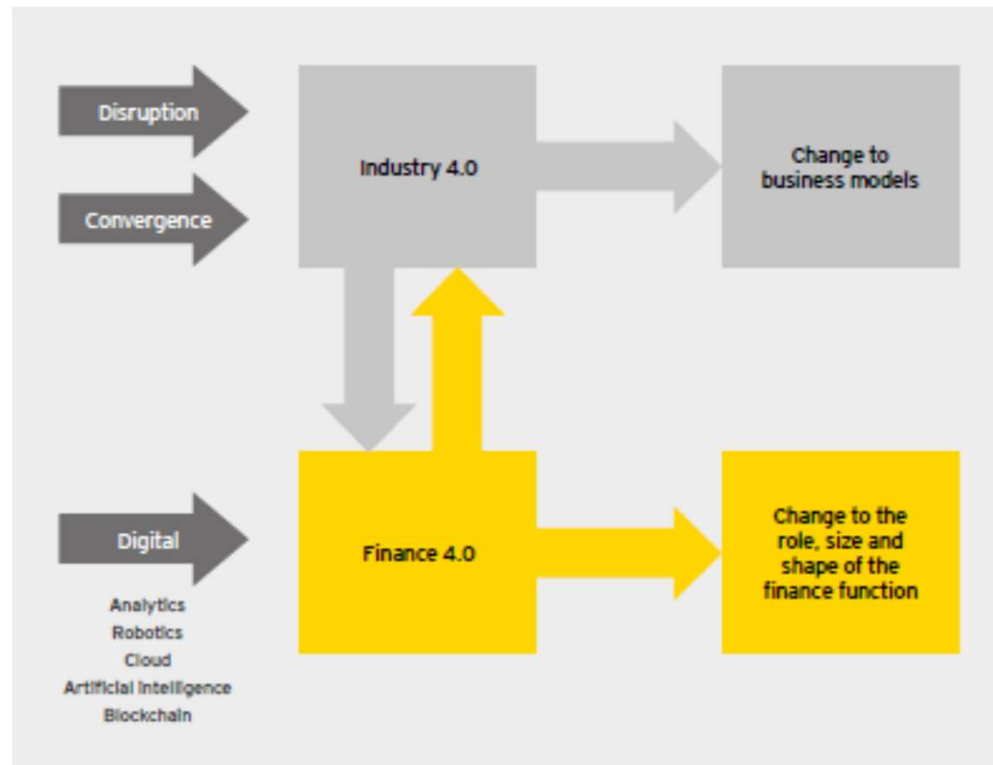 Disruption
Convergence
Industry 4.0
Change to
business models
Digital
Analytics
Robotics
Cloud
Artificial Intelligence
Blockchain
Finance 4.0
Change to the
role, size and
shape of the
finance function